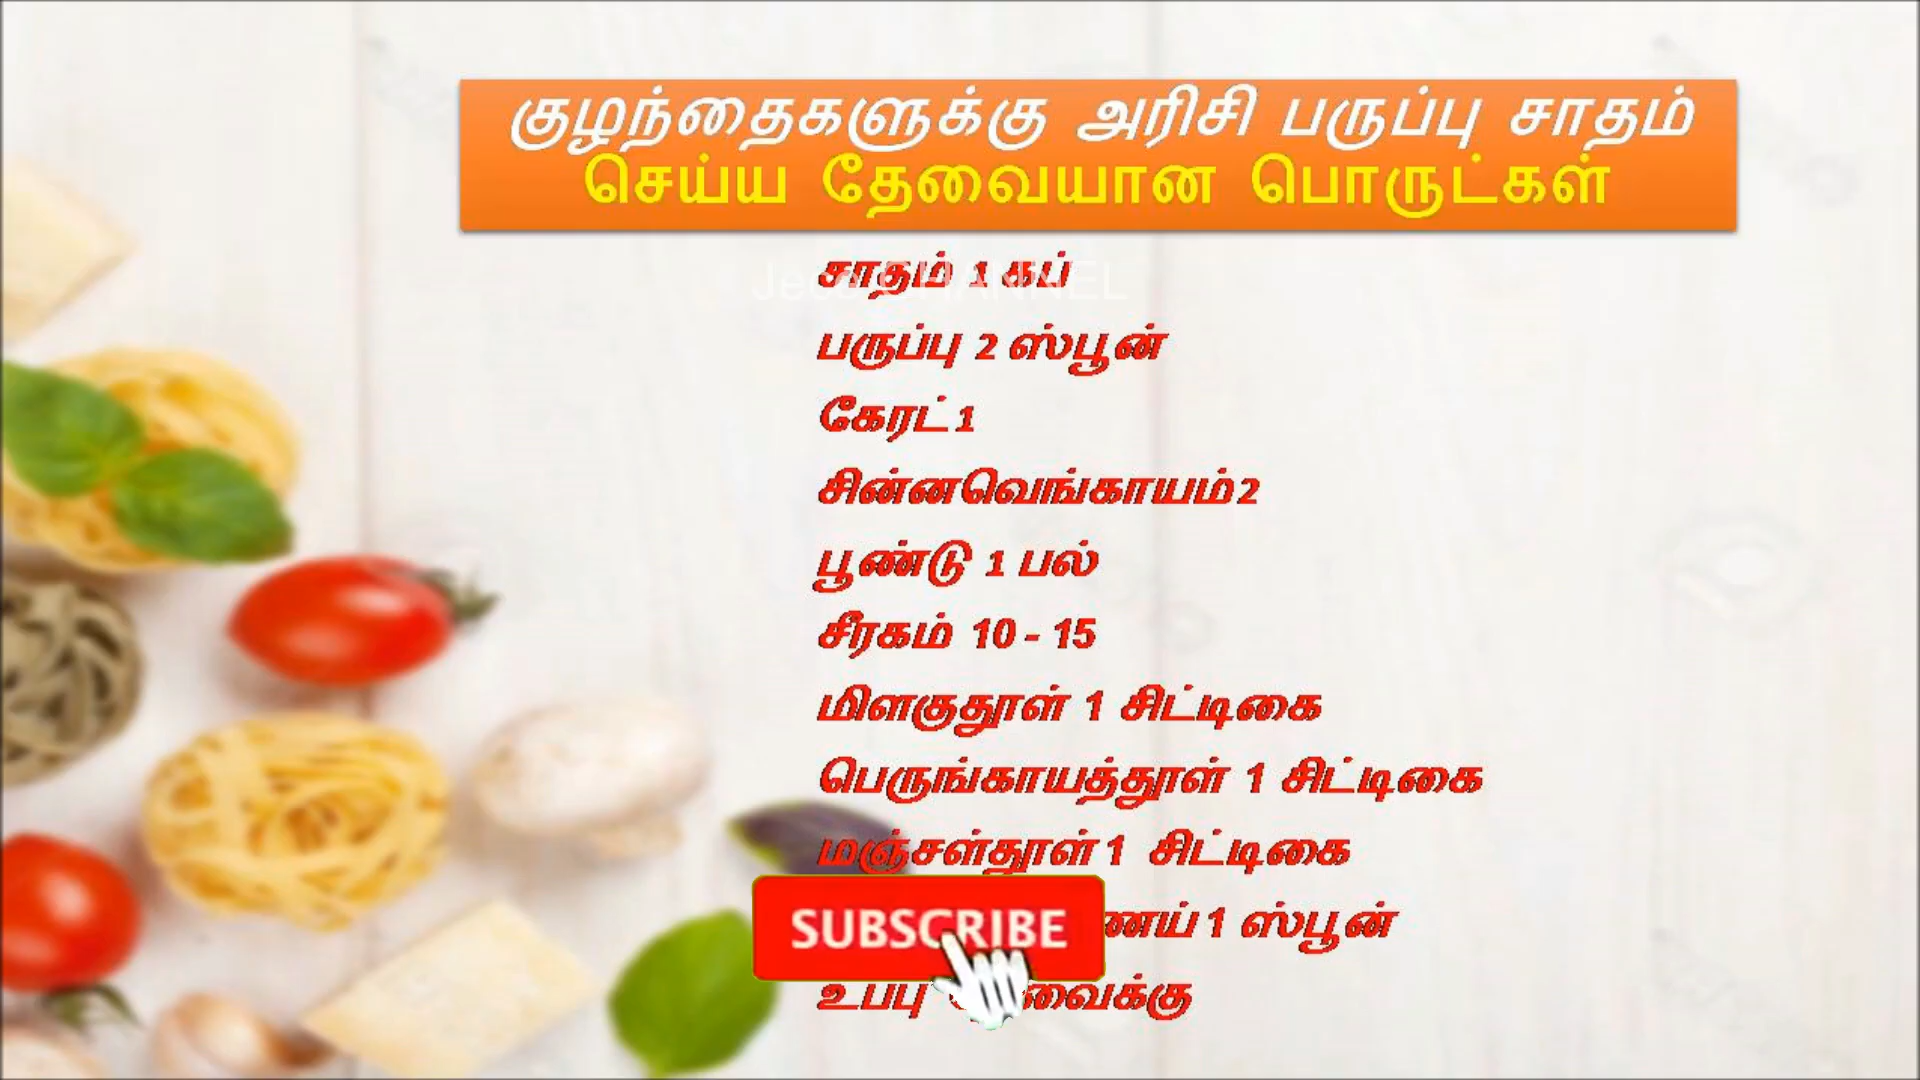 குழந்தைகளுக்கு அரிசி பருப்பு சாதம்
செய்ய தேவையான பொருட்கள்
சாதம் 1 கப்
CHANNEL
பருப்பு 2 ஸ்பூன்
கேரட் 1
சின்னவெங்காயம் 2
பூண்டு 1 பல்
சீரகம் 10 - 15
மிளகுதூள் 1 சிட்டிகை
பெருங்காயத்தூள் 1 சிட்டிகை
மஞ்சள்தூள் 1 சிட்டிகை
1 ஸ்பூன்
SUBSCRIBE
உப்பு